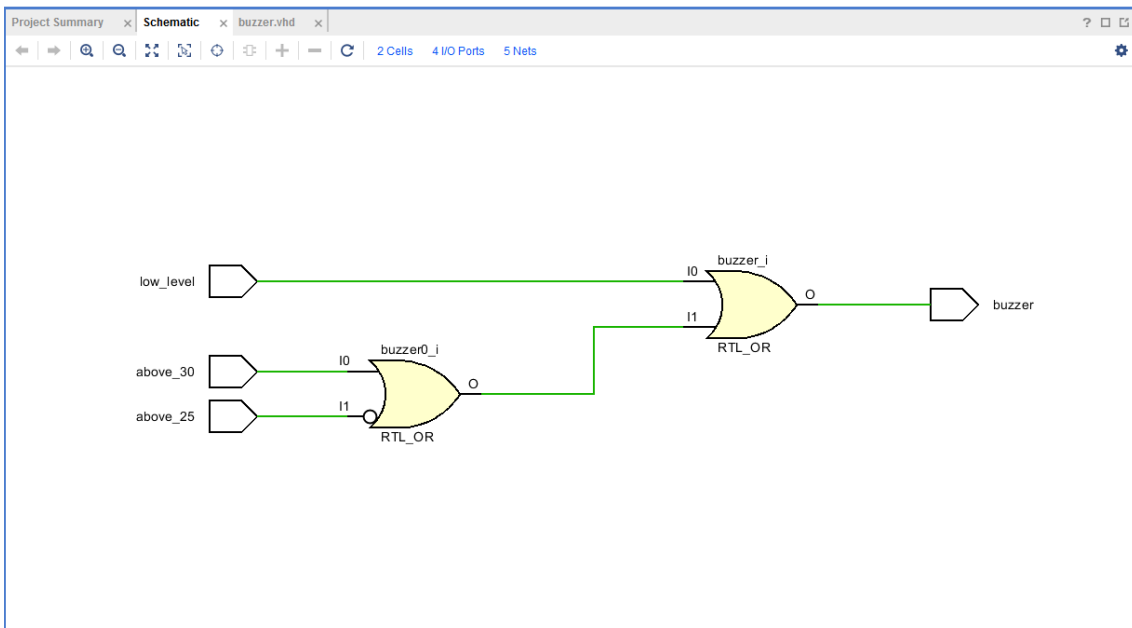 Project Summary × Schematic × buzzer.vhd ×
?
2 Cells 4 I/O Ports 5 Nets
buzzer_i
low_level
I0
O
buzzer
I1
RTL_OR
buzzer0_i
above_30
I0
O
above_25
I1
RTL_OR